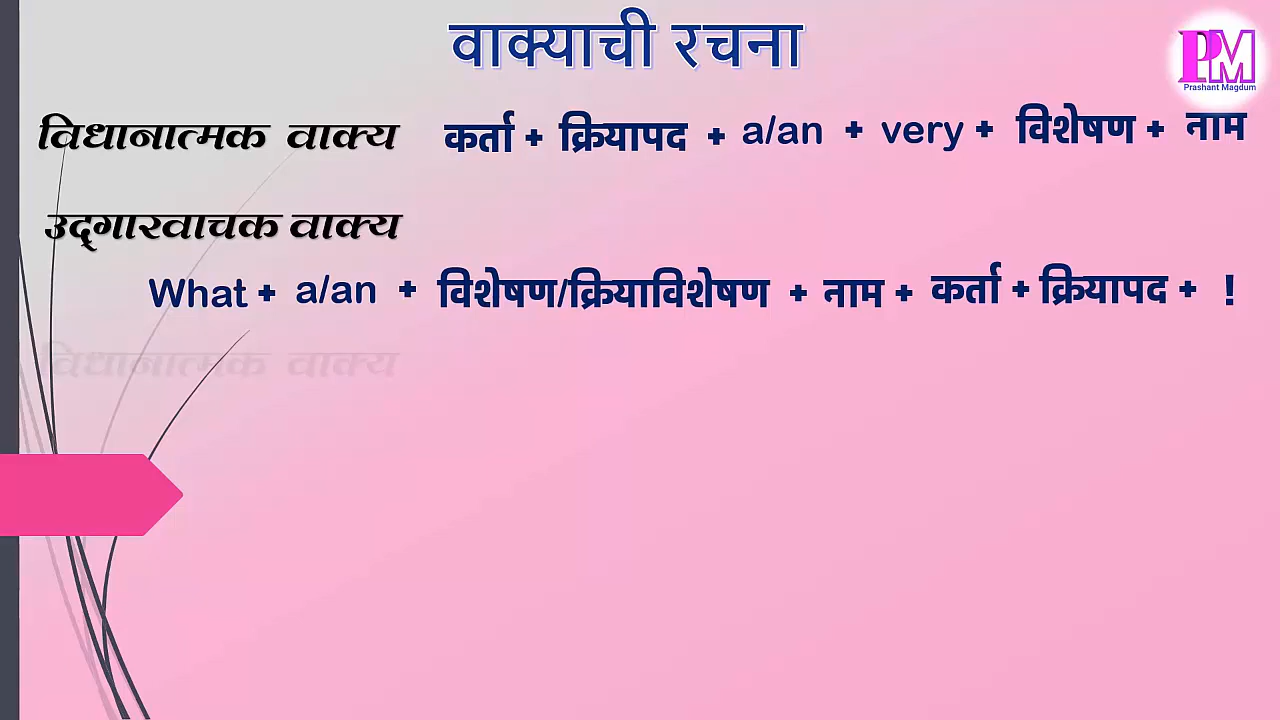 वाक्याची रचना
PM
Prashant Magdum
विधानात्मक वाक्य कर्ता + क्रियापद + a/an + very + विशेषण + नाम
उद्गारवाचक वाक्य
What + a/an + विशेषण/क्रियाविशेषण + नाम + कर्ता + क्रियापद + !
विधानात्मक वाक्य